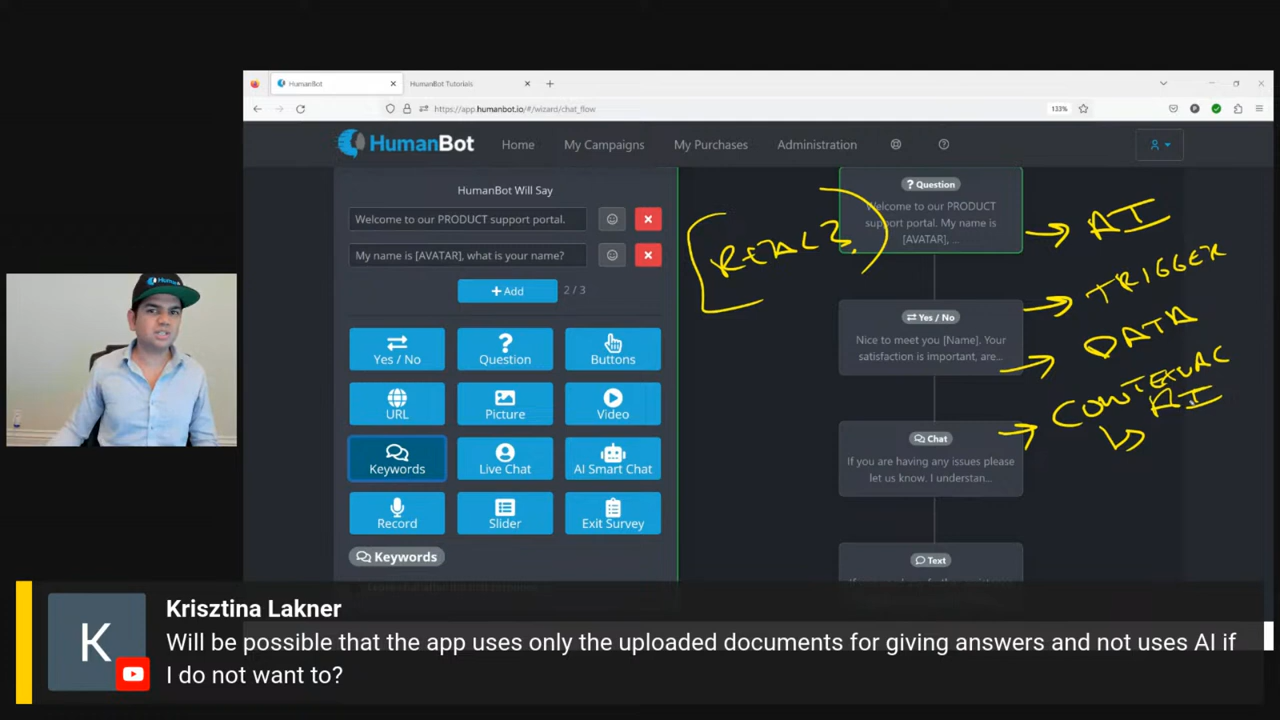 HumanBot
HumanBot Tutorials
https://app.humanbot.io/#/wizard/chat_flow
133%
HumanBot
Home
My Campaigns
My Purchases
Administration
HumanBot Will Say
Welcome to our PRODUCT support portal.
My name is [AVATAR], what is your name?
Add
2 / 3
Yes / No
Question
Buttons
URL
Picture
Video
Keywords
Live Chat
AI Smart Chat
Record
Slider
Exit Survey
Keywords
Question
Welcome to our PRODUCT
support portal. My name is
[AVATAR], ...
Yes / No
Nice to meet you [Name]. Your
satisfaction is important, are...
Chat
If you are having any issues please
let us know. I understan...
Text
AI
TRIGGER
DATA
AI
K
Krisztina Lakner
Will be possible that the app uses only the uploaded documents for giving answers and not uses AI if
I do not want to?